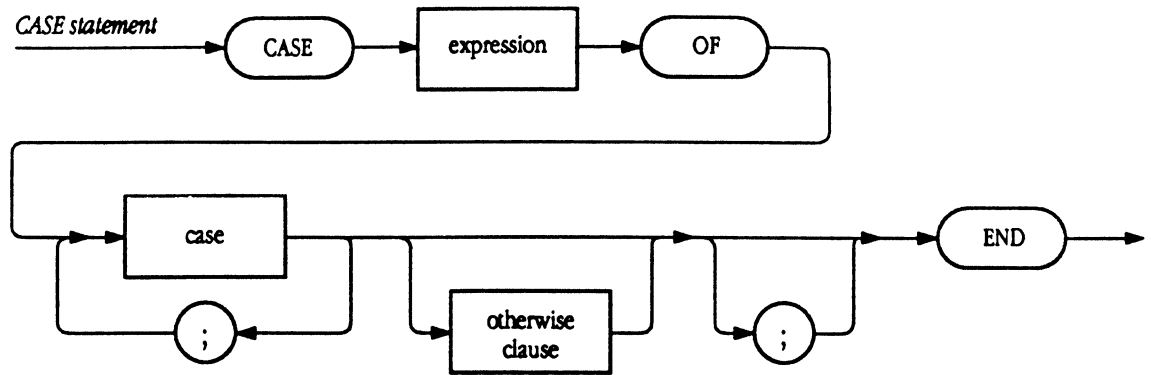 CASE statement
CASE
expression
OF
case
END
;
otherwise
clause
;